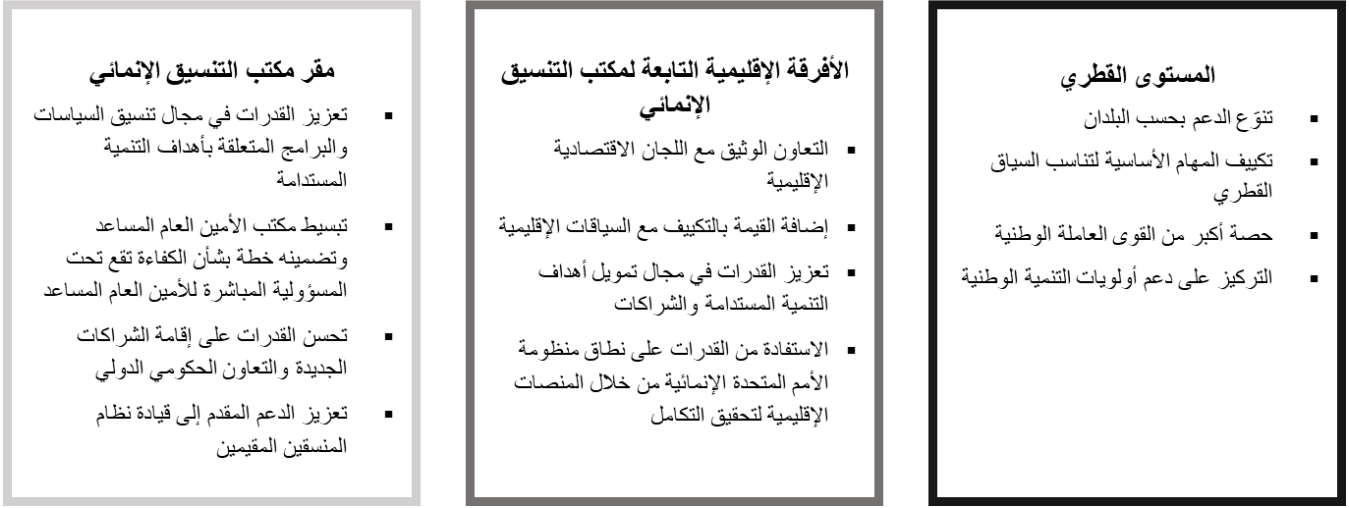 المستوى القطري
▪ تنوّع الدعم بحسب البلدان
▪ تكييف المهام الأساسية لتناسب السياق
القطري
▪ حصة أكبر من القوى العاملة الوطنية
▪ التركيز على دعم أولويات التنمية الوطنية
الأفرقة الإقليمية التابعة لمكتب التنسيق
الإنمائي
▪ التعاون الوثيق مع اللجان الاقتصادية
الإقليمية
▪ إضافة القيمة بالتكييف مع السياقات الإقليمية
▪ تعزيز القدرات في مجال تمويل أهداف
التنمية المستدامة والشراكات
▪ الاستفادة من القدرات على نطاق منظومة
الأمم المتحدة الإنمائية من خلال المنصات
الإقليمية لتحقيق التكامل
مقر مكتب التنسيق الإنمائي
▪ تعزيز القدرات في مجال تنسيق السياسات
والبرامج المتعلقة بأهداف التنمية
المستدامة
▪ تبسيط مكتب الأمين العام المساعد
وتضمينه خطة بشأن الكفاءة تقع تحت
المسؤولية المباشرة للأمين العام المساعد
▪ تحسن القدرات على إقامة الشراكات
الجديدة والتعاون الحكومي الدولي
▪ تعزيز الدعم المقدم إلى قيادة نظام
المنسقين المقيمين